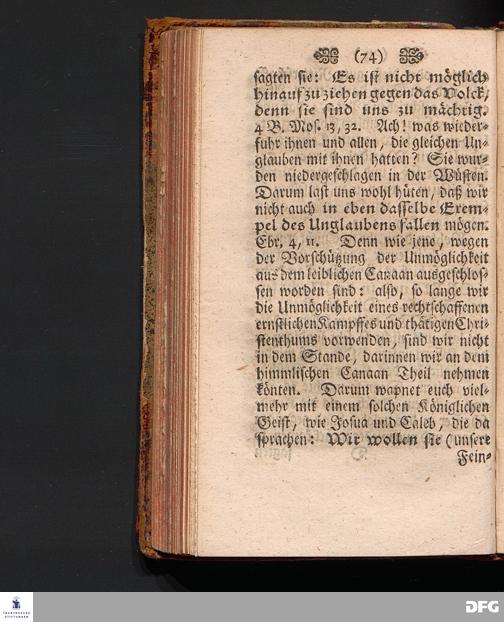 (74)
sagten sie: Es ist nicht möglich
hinauf zu ziehen gegen das Volck,
denn sie sind uns zu mächtig.
4 B. Mos. 13, 32. Ach! was wieder-
fuhr ihnen und allen, die gleichen Un-
glauben mit ihnen hatten? Sie wur-
den niedergeschlagen in der Wüsten.
Darum last uns wohl hüten, daß wir
nicht auch in eben dasselbe Exem-
pel des Unglaubens fallen mögen.
Ebr. 4, 11. Denn wie jene, wegen
der Vorschützung der Unmöglichkeit
aus dem leiblichen Canaan ausgeschlos-
sen worden sind: also, so lange wir
die Unmöglichkeit eines rechtschaffenen
ernstlichen Kampffes und thätigen Chri-
stenthums vorwenden, sind wir nicht
in dem Stande, darinnen wir an dem
himmlischen Canaan Theil nehmen
könten. Darum wapnet euch viel-
mehr mit einem solchen Königlichen
Geist, wie Josua und Caleb, die da
sprachen: Wir wollen sie (unsere
Fein-
FRANCKESCHE
STIFTUNGEN
DFG